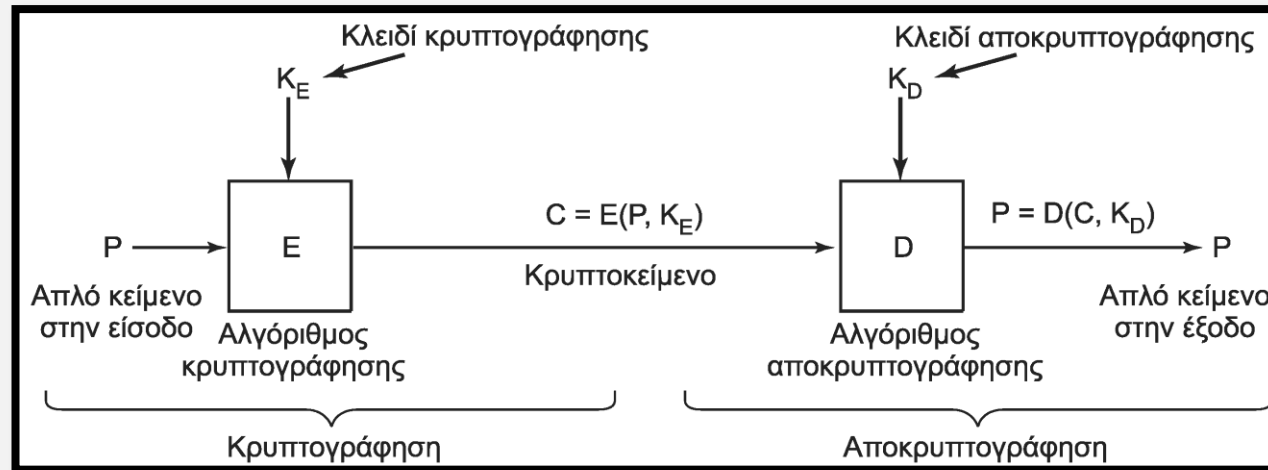 Κλειδί κρυπτογράφησης
K_E
Κλειδί αποκρυπτογράφησης
K_D
P
E
C = E(P, K_E)
Κρυπτοκείμενο
D
P = D(C, K_D)
P
Απλό κείμενο
στην είσοδο
Αλγόριθμος
κρυπτογράφησης
Αλγόριθμος
αποκρυπτογράφησης
Απλό κείμενο
στην έξοδο
Κρυπτογράφηση
Αποκρυπτογράφηση